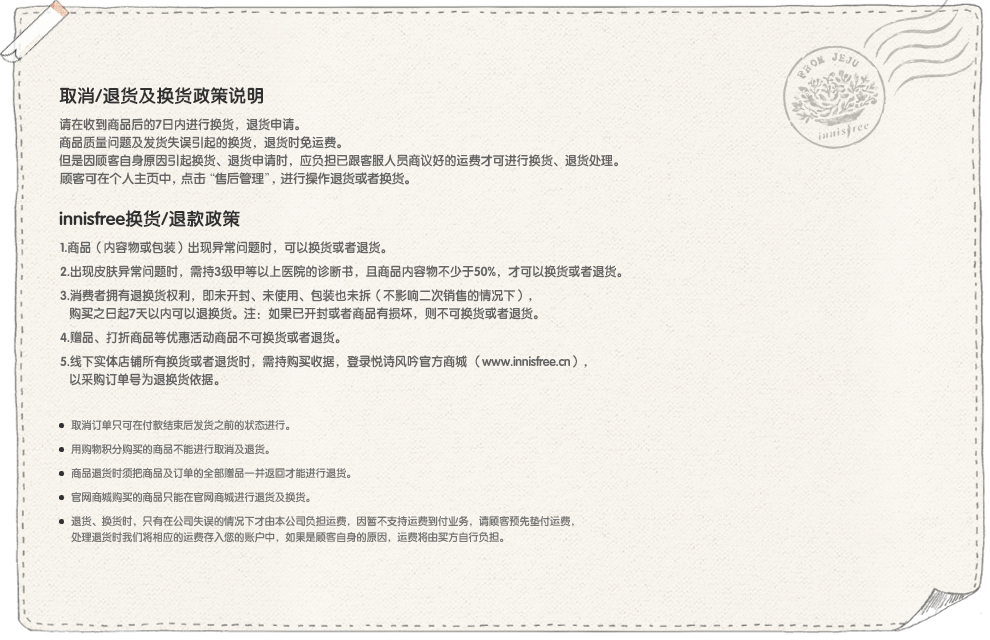 FROM JEJU
innisfree
取消/退货及换货政策说明
请在收到商品后的7日内进行换货，退货申请。
商品质量问题及发货失误引起的换货，退货时免运费。
但是因顾客自身原因引起换货、退货申请时，应负担已跟客服人员商议好的运费才可进行换货、退货处理。
顾客可在个人主页中，点击 “售后管理”，进行操作退货或者换货。
innisfree换货/退款政策
1.商品（内容物或包装）出现异常问题时，可以换货或者退货。
2.出现皮肤异常问题时，需持3级甲等以上医院的诊断书，且商品内容物不少于50%，才可以换货或者退货。
3.消费者拥有退换货权利，即未开封、未使用、包装也未拆（不影响二次销售的情况下），
购买之日起7天以内可以退换货。注：如果已开封或者商品有损坏，则不可换货或者退货。
4.赠品、打折商品等优惠活动商品不可换货或者退货。
5.线下实体店铺所有换货或者退货时，需持购买收据，登录悦诗风吟官方商城（www.innisfree.cn），
以采购订单号为退换货依据。
● 取消订单只可在付款结束后发货之前的状态进行。
● 用购物积分购买的商品不能进行取消及退货。
● 商品退货时须把商品及订单的全部赠品一并返回才能进行退货。
● 官网商城购买的商品只能在官网商城进行退货及换货。
● 退货、换货时，只有在公司失误的情况下才由本公司负担运费，因暂不支持运费到付业务，请顾客预先垫付运费，
处理退货时我们将相应的运费存入您的账户中，如果是顾客自身的原因，运费将由买方自行负担。